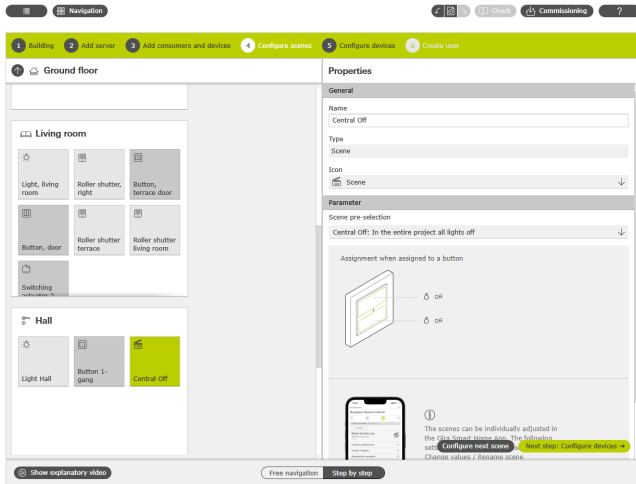 Navigation
Check
Commissioning
?
1 Building
2 Add server
3 Add consumers and devices
4 Configure scenes
5 Configure devices
6 Create user
Ground floor
Living room
Light, living room
Roller shutter, right
Button, terrace door
Button, door
Roller shutter terrace
Roller shutter living room
Switching
Hall
Light Hall
Button 1-gang
Central Off
Properties
General
Name
Central Off
Type
Scene
Icon
Scene
Parameter
Scene pre-selection
Central Off: In the entire project all lights off
Assignment when assigned to a button
Off
Off
The scenes can be individually adjusted in
the Gira Smart Home App. The following
Configure next scene
Next step: Configure devices →
Change values / Rename scene
Show explanatory video
Free navigation
Step by step